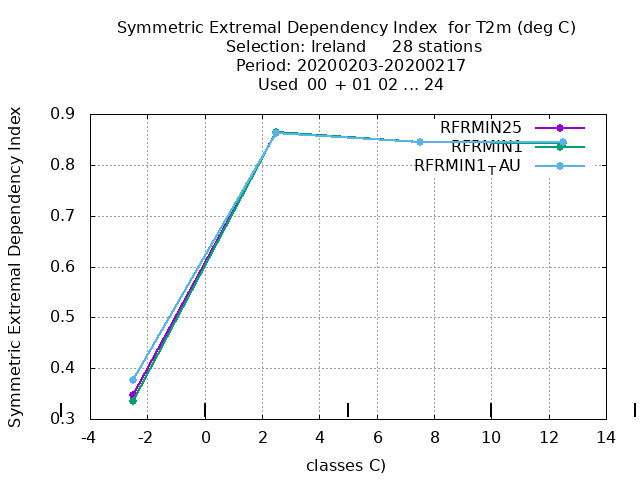 Symmetric Extremal Dependency Index for T2m (deg C)
Selection: Ireland 28 stations
Period: 20200203-20200217
Used 00 + 01 02 ... 24
Symmetric Extremal Dependency Index
0.9
0.8
0.7
0.6
0.5
0.4
0.3
RFRMIN25
RFRMIN1
RFRMIN1TAU
-4 -2 0 2 4 6 8 10 12 14
classes C)